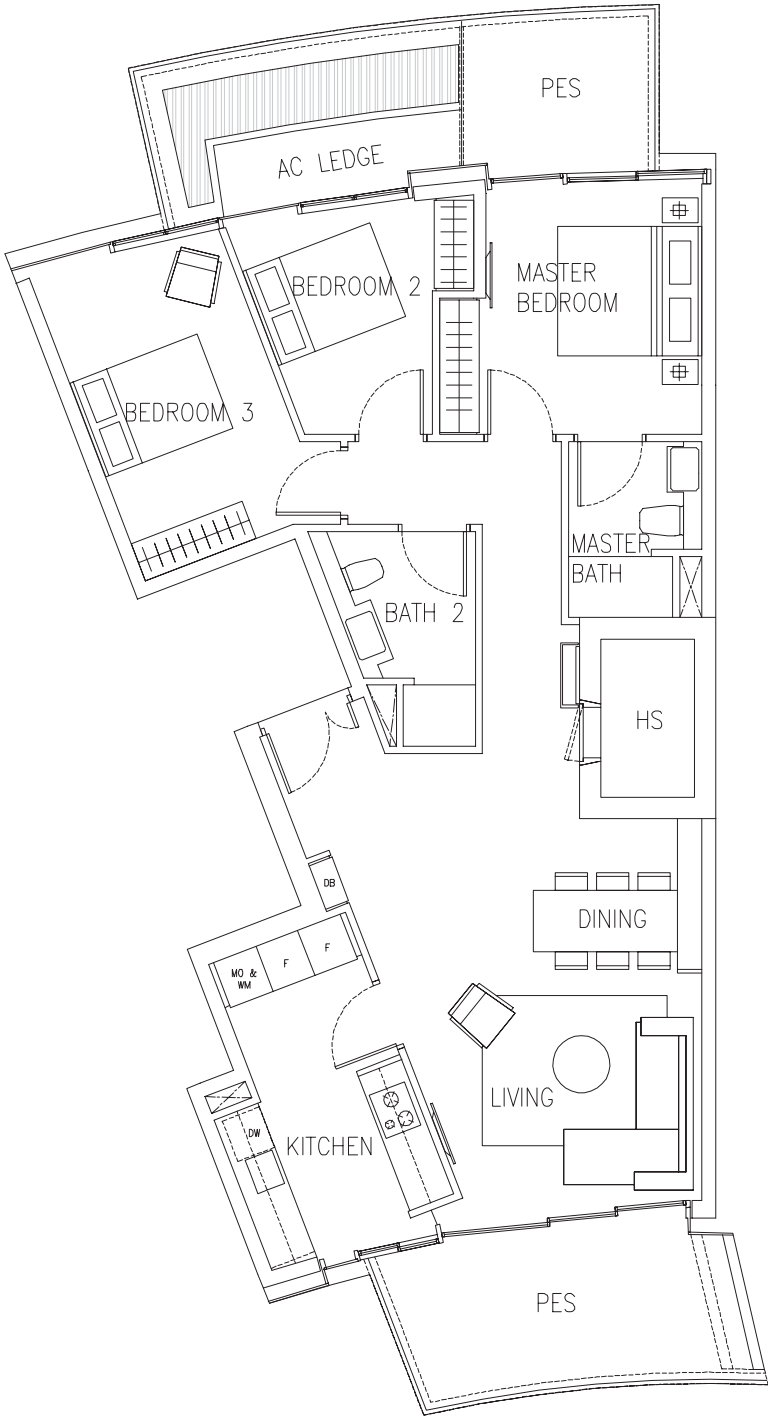 PES
AC LEDGE
BEDROOM 2
MASTER
BEDROOM
BEDROOM 3
MASTER
BATH
BATH 2
HS
DB
DINING
F
F
MO &
WM
LIVING
DW
KITCHEN
PES